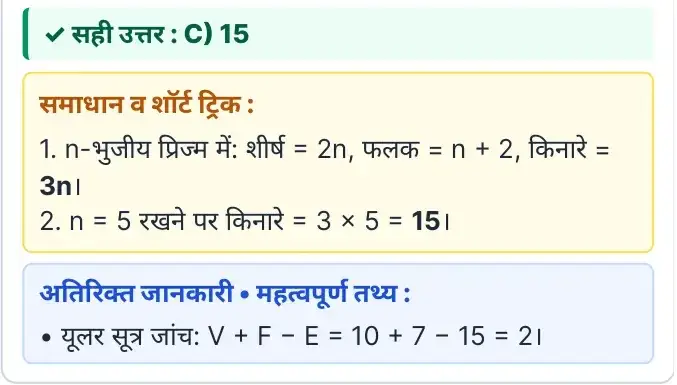 ✓ सही उत्तर : C) 15
समाधान व शॉर्ट ट्रिक :
1. n-भुजीय प्रिज्म में: शीर्ष = 2n, फलक = n + 2, किनारे =
3n।
2. n = 5 रखने पर किनारे = 3 × 5 = 15।
अतिरिक्त जानकारी • महत्वपूर्ण तथ्य :
• यूलर सूत्र जांच: V + F − E = 10 + 7 − 15 = 2।